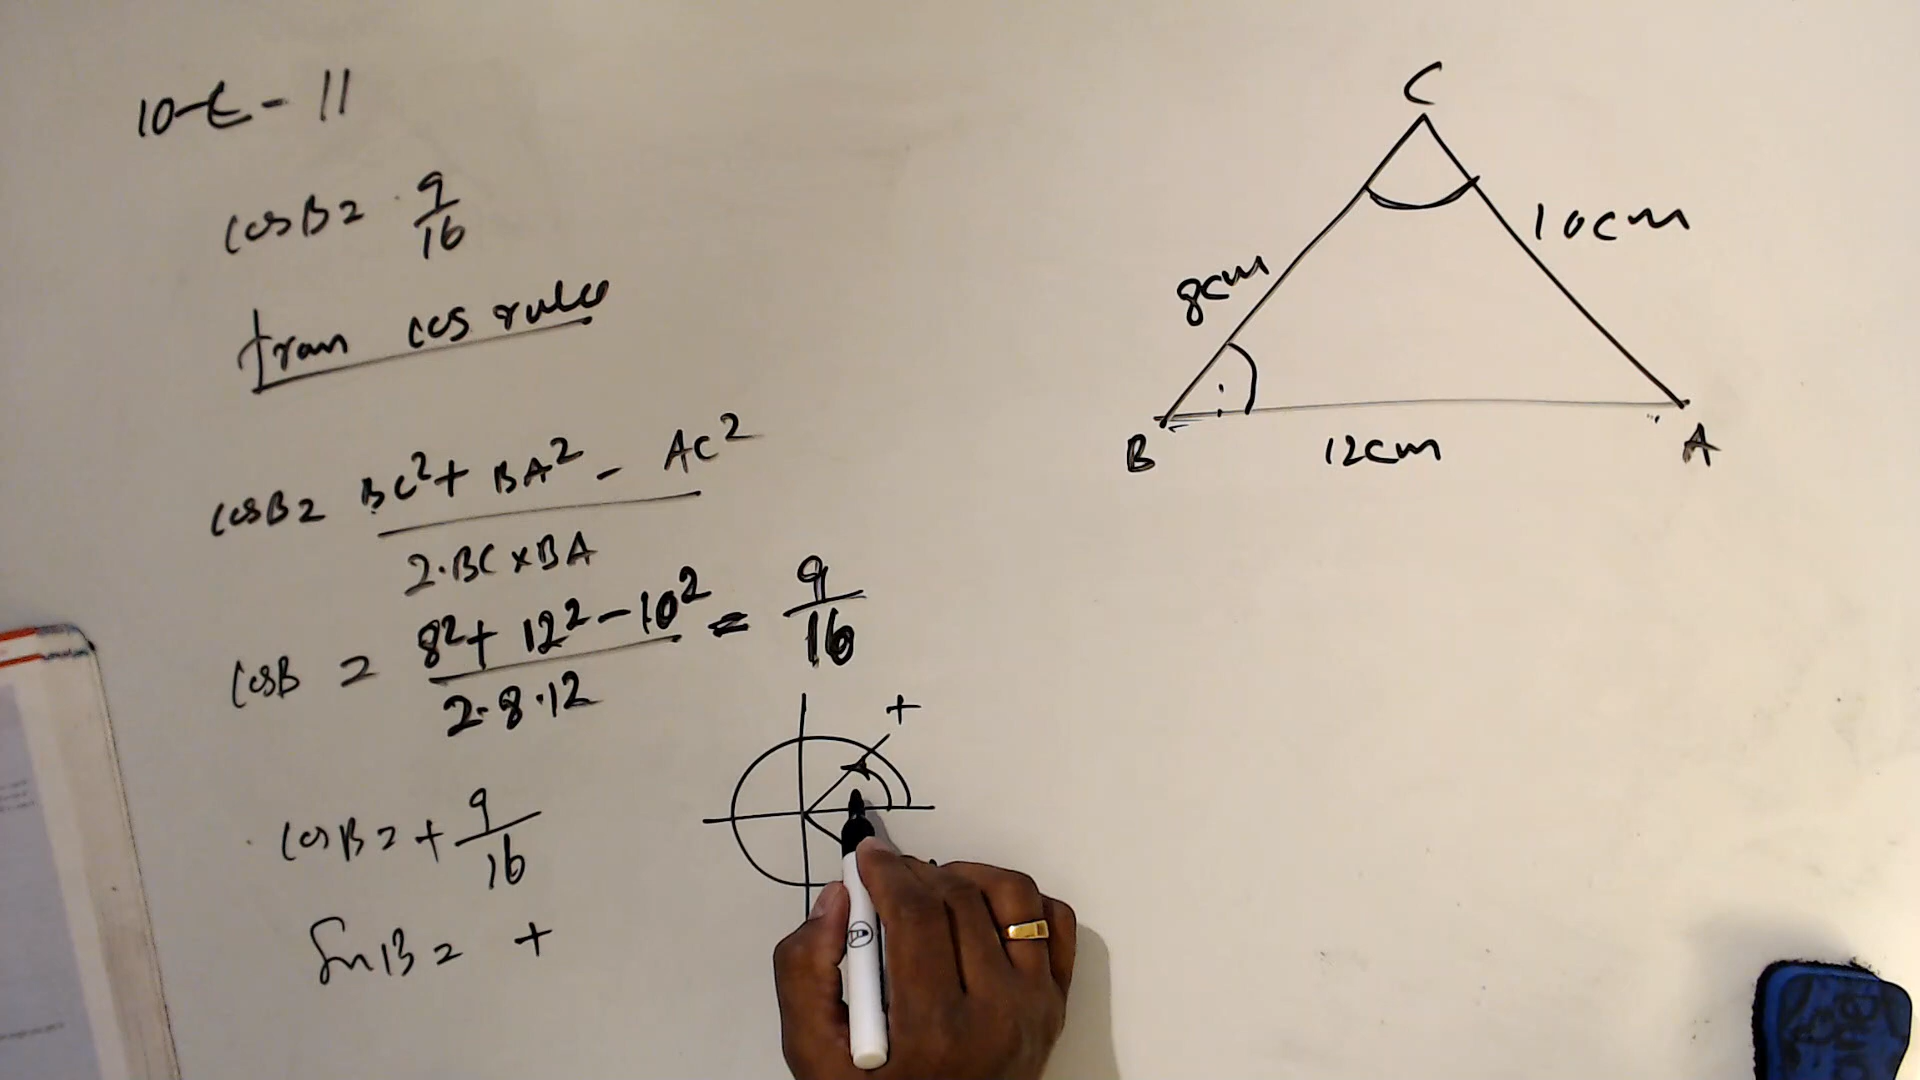 10-E-11
cosB = 9/16
from cos rule
cosB = BC² + BA² - AC² / 2·BC×BA
cosB = 8² + 12² - 10² / 2·8·12 = 9/16
cosB = + 9/16
sinB = +
+
C
8cm
10cm
B
12cm
A